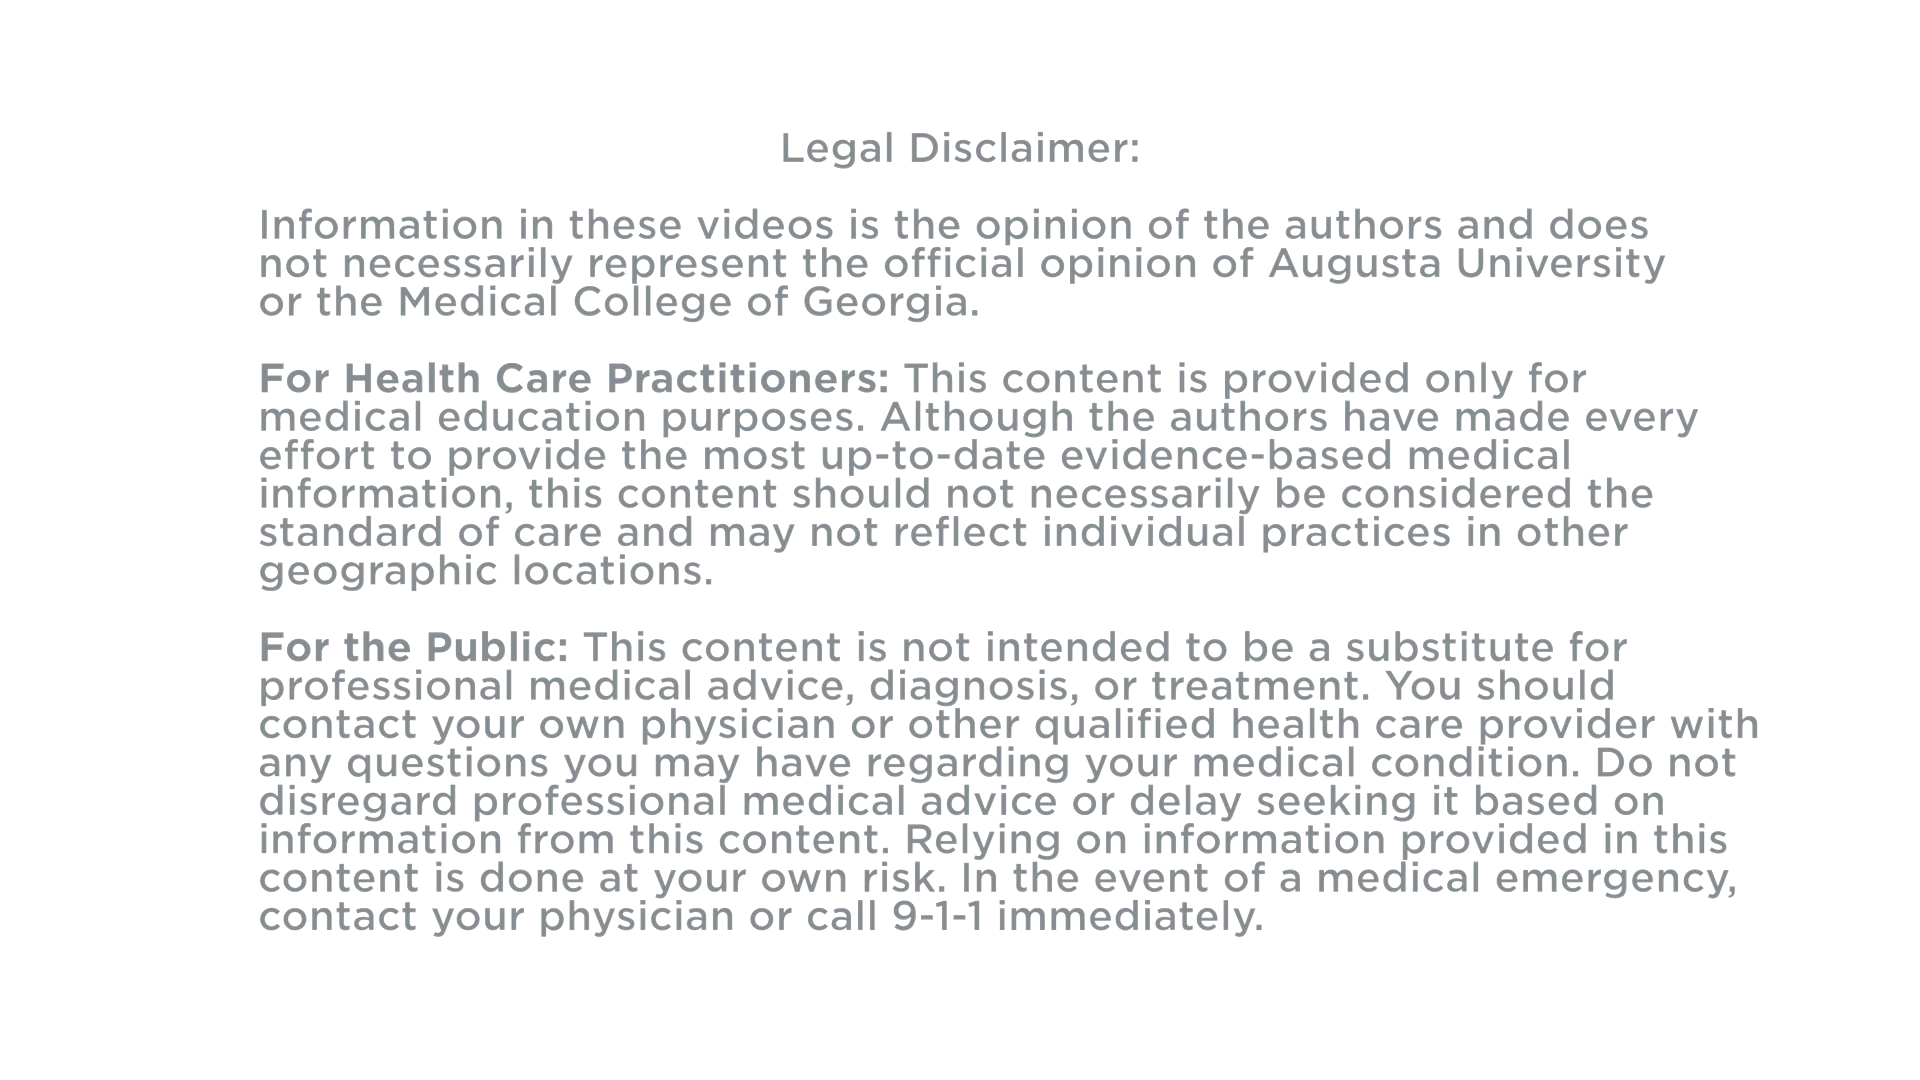 Legal Disclaimer:
Information in these videos is the opinion of the authors and does
not necessarily represent the official opinion of Augusta University
or the Medical College of Georgia.
For Health Care Practitioners: This content is provided only for
medical education purposes. Although the authors have made every
effort to provide the most up-to-date evidence-based medical
information, this content should not necessarily be considered the
standard of care and may not reflect individual practices in other
geographic locations.
For the Public: This content is not intended to be a substitute for
professional medical advice, diagnosis, or treatment. You should
contact your own physician or other qualified health care provider with
any questions you may have regarding your medical condition. Do not
disregard professional medical advice or delay seeking it based on
information from this content. Relying on information provided in this
content is done at your own risk. In the event of a medical emergency,
contact your physician or call 9-1-1 immediately.